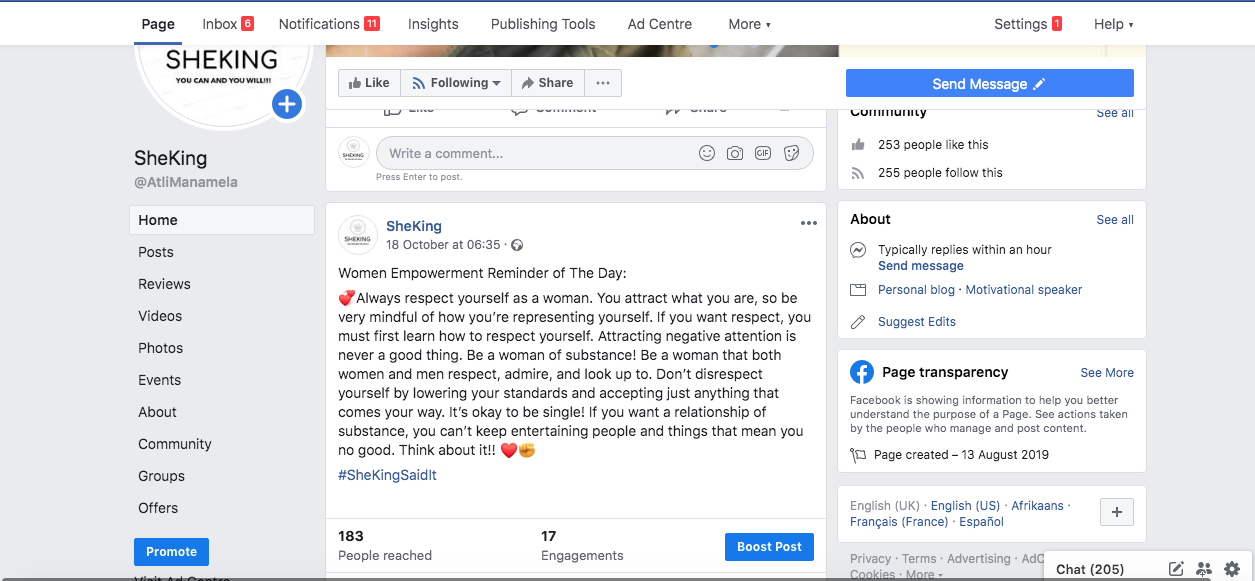 Page Inbox 6 Notifications 11 Insights Publishing Tools Ad Centre More Settings 1 Help
SHEKING
YOU CAN AND YOU WILL!!!
Like Following Share
Send Message
Like Comment Share
Community See all
253 people like this
255 people follow this
SHEKING
Write a comment...
GIF
Press Enter to post.
SheKing
@AtliManamela
Home
Posts
Reviews
Videos
Photos
Events
About
Community
Groups
Offers
Promote
Visit Ad Centre
SHEKING
SheKing
18 October at 06:35 ·
Women Empowerment Reminder of The Day:
💞Always respect yourself as a woman. You attract what you are, so be
very mindful of how you're representing yourself. If you want respect, you
must first learn how to respect yourself. Attracting negative attention is
never a good thing. Be a woman of substance! Be a woman that both
women and men respect, admire, and look up to. Don't disrespect
yourself by lowering your standards and accepting just anything that
comes your way. It's okay to be single! If you want a relationship of
substance, you can't keep entertaining people and things that mean you
no good. Think about it!! ❤️✊
#SheKingSaidIt
183
People reached
17
Engagements
Boost Post
About See all
Typically replies within an hour
Send message
Personal blog · Motivational speaker
Suggest Edits
Page transparency See More
Facebook is showing information to help you better
understand the purpose of a Page. See actions taken
by the people who manage and post content.
Page created – 13 August 2019
English (UK) · English (US) · Afrikaans ·
Français (France) · Español
Privacy · Terms · Advertising · AdC
Cookies · More
Chat (205)